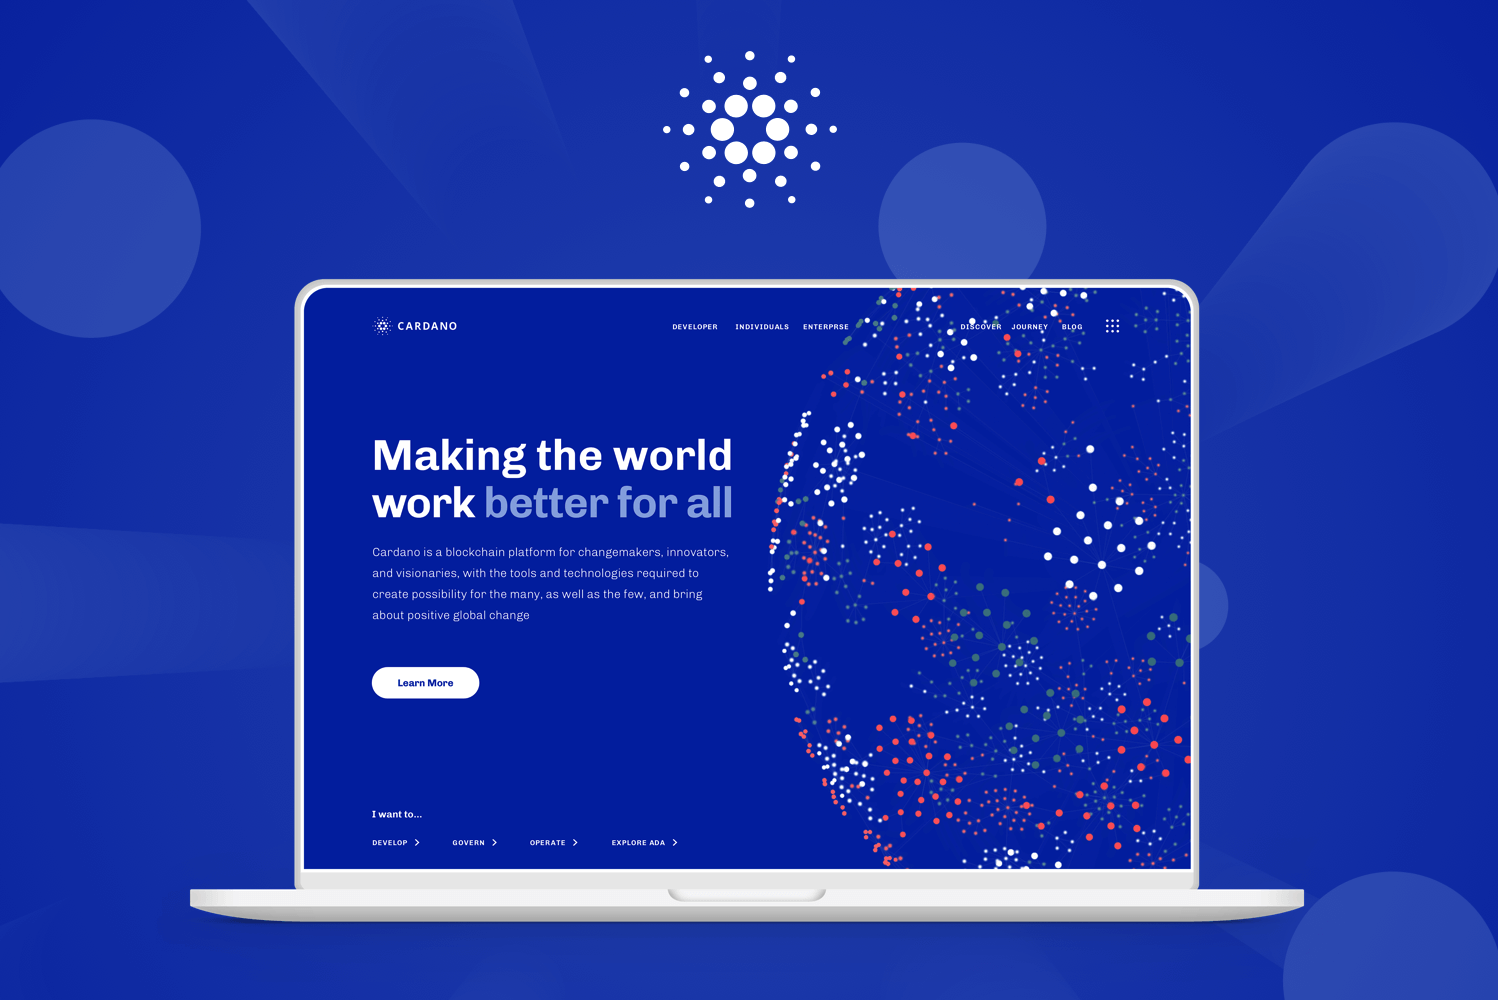 CARDANO
DEVELOPER INDIVIDUALS ENTERPRSE DISCOVER JOURNEY BLOG
Making the world
work better for all
Cardano is a blockchain platform for changemakers, innovators,
and visionaries, with the tools and technologies required to
create possibility for the many, as well as the few, and bring
about positive global change
Learn More
I want to...
DEVELOP GOVERN OPERATE EXPLORE ADA